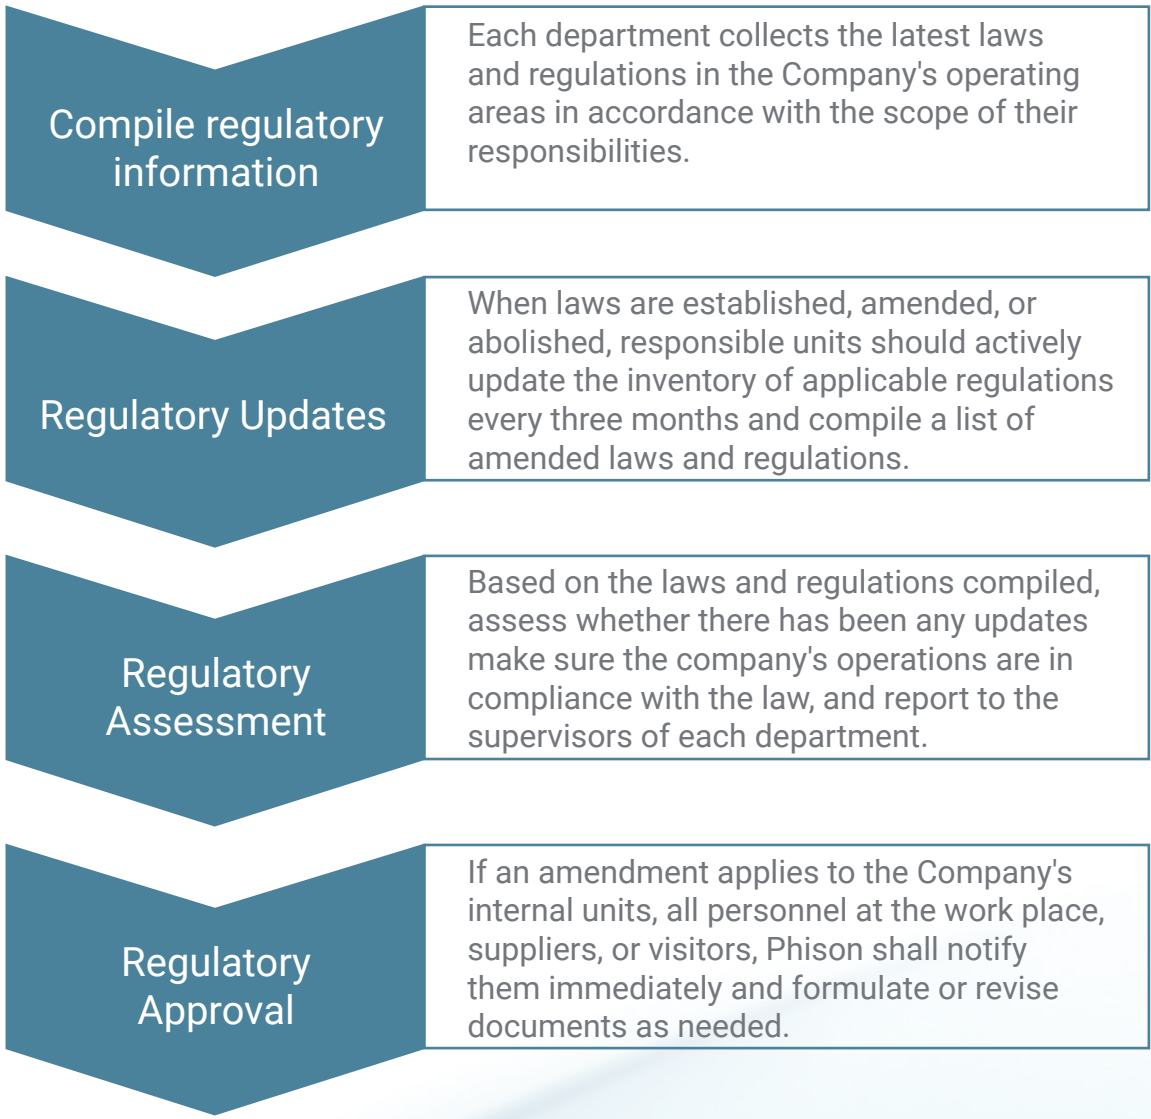 Compile regulatory
information
Each department collects the latest laws
and regulations in the Company's operating
areas in accordance with the scope of their
responsibilities.
Regulatory Updates
When laws are established, amended, or
abolished, responsible units should actively
update the inventory of applicable regulations
every three months and compile a list of
amended laws and regulations.
Regulatory
Assessment
Based on the laws and regulations compiled,
assess whether there has been any updates
make sure the company's operations are in
compliance with the law, and report to the
supervisors of each department.
Regulatory
Approval
If an amendment applies to the Company's
internal units, all personnel at the work place,
suppliers, or visitors, Phison shall notify
them immediately and formulate or revise
documents as needed.